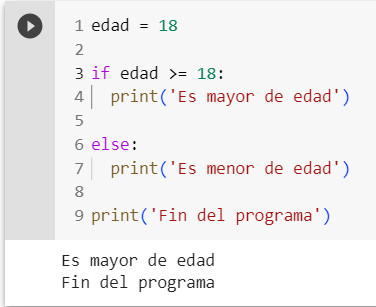 1 edad = 18
2
3 if edad >= 18:
4   print('Es mayor de edad')
5
6 else:
7   print('Es menor de edad')
8
9 print('Fin del programa')
Es mayor de edad
Fin del programa